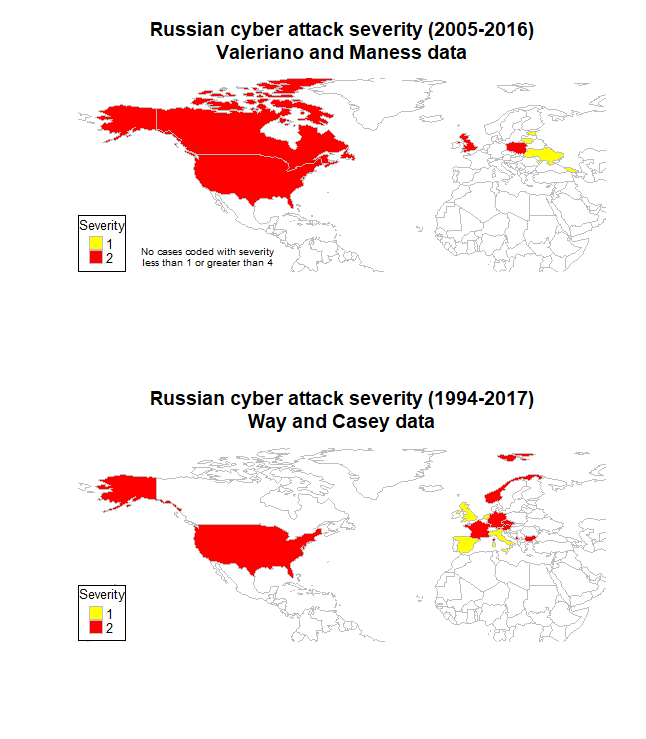 Russian cyber attack severity (2005-2016)
Valeriano and Maness data
Severity
1
2
No cases coded with severity
less than 1 or greater than 4
Russian cyber attack severity (1994-2017)
Way and Casey data
Severity
1
2